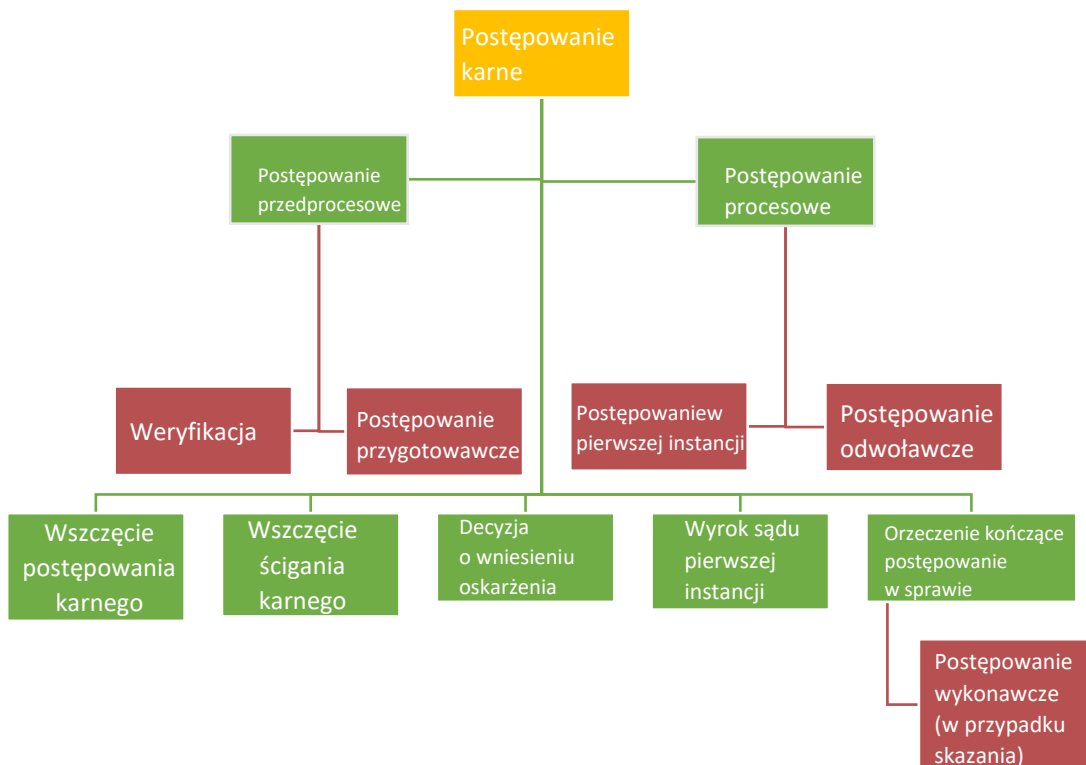 Postępowanie
karne
Postępowanie
przedprocesowe
Postępowanie
procesowe
Weryfikacja
Postępowanie
przygotowawcze
Postępowaniew
pierwszej instancji
Postępowanie
odwoławcze
Wszczęcie
postępowania
karnego
Wszczęcie
ścigania
karnego
Decyzja
o wniesieniu
oskarżenia
Wyrok sądu
pierwszej
instancji
Orzeczenie kończące
postępowanie
w sprawie
Postępowanie
wykonawcze
(w przypadku
skazania)